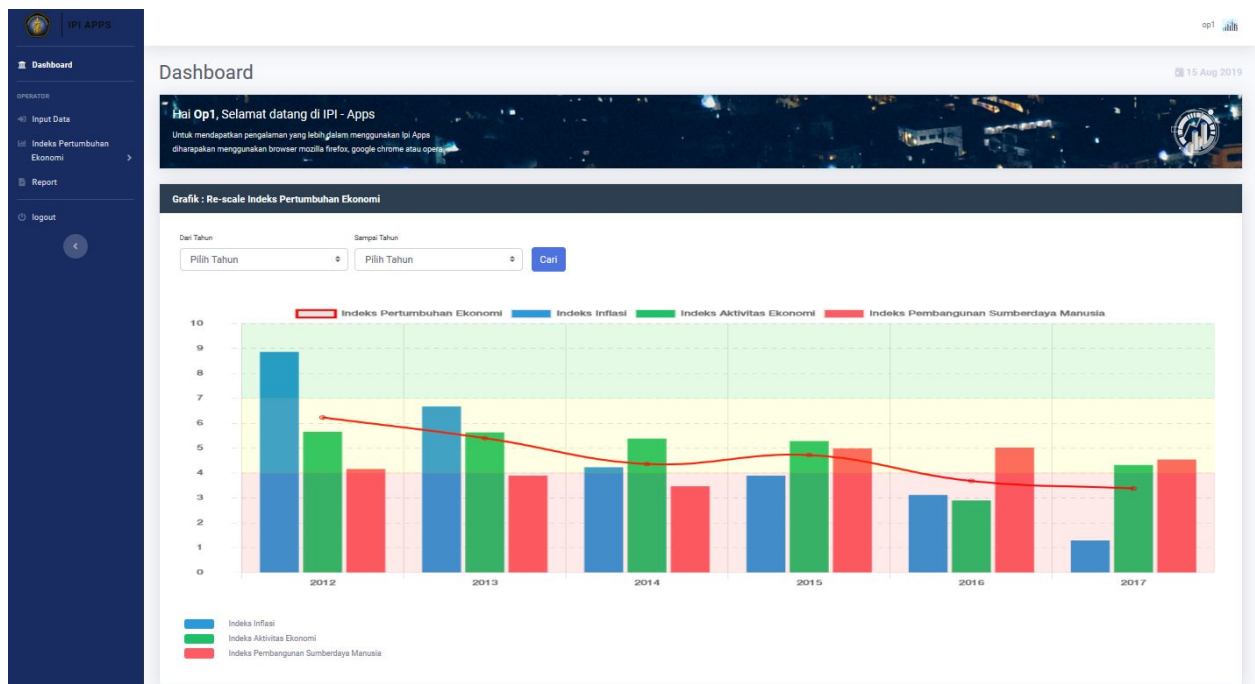 IPI APPS
op1
Dashboard
OPERATOR
Input Data
Indeks Pertumbuhan
Ekonomi
Report
logout
Dashboard
15 Aug 2019
Hai Op1, Selamat datang di IPI - Apps
Untuk mendapatkan pengalaman yang lebih dalam menggunakan Ipi Apps
diharapakan menggunakan browser mozilla firefox, google chrome atau opera
Grafik : Re-scale Indeks Pertumbuhan Ekonomi
Dari Tahun
Sampai Tahun
Pilih Tahun
Pilih Tahun
Cari
Indeks Pertumbuhan Ekonomi
Indeks Inflasi
Indeks Aktivitas Ekonomi
Indeks Pembangunan Sumberdaya Manusia
10
9
8
7
6
5
4
3
2
1
0
2012
2013
2014
2015
2016
2017
Indeks Inflasi
Indeks Aktivitas Ekonomi
Indeks Pembangunan Sumberdaya Manusia